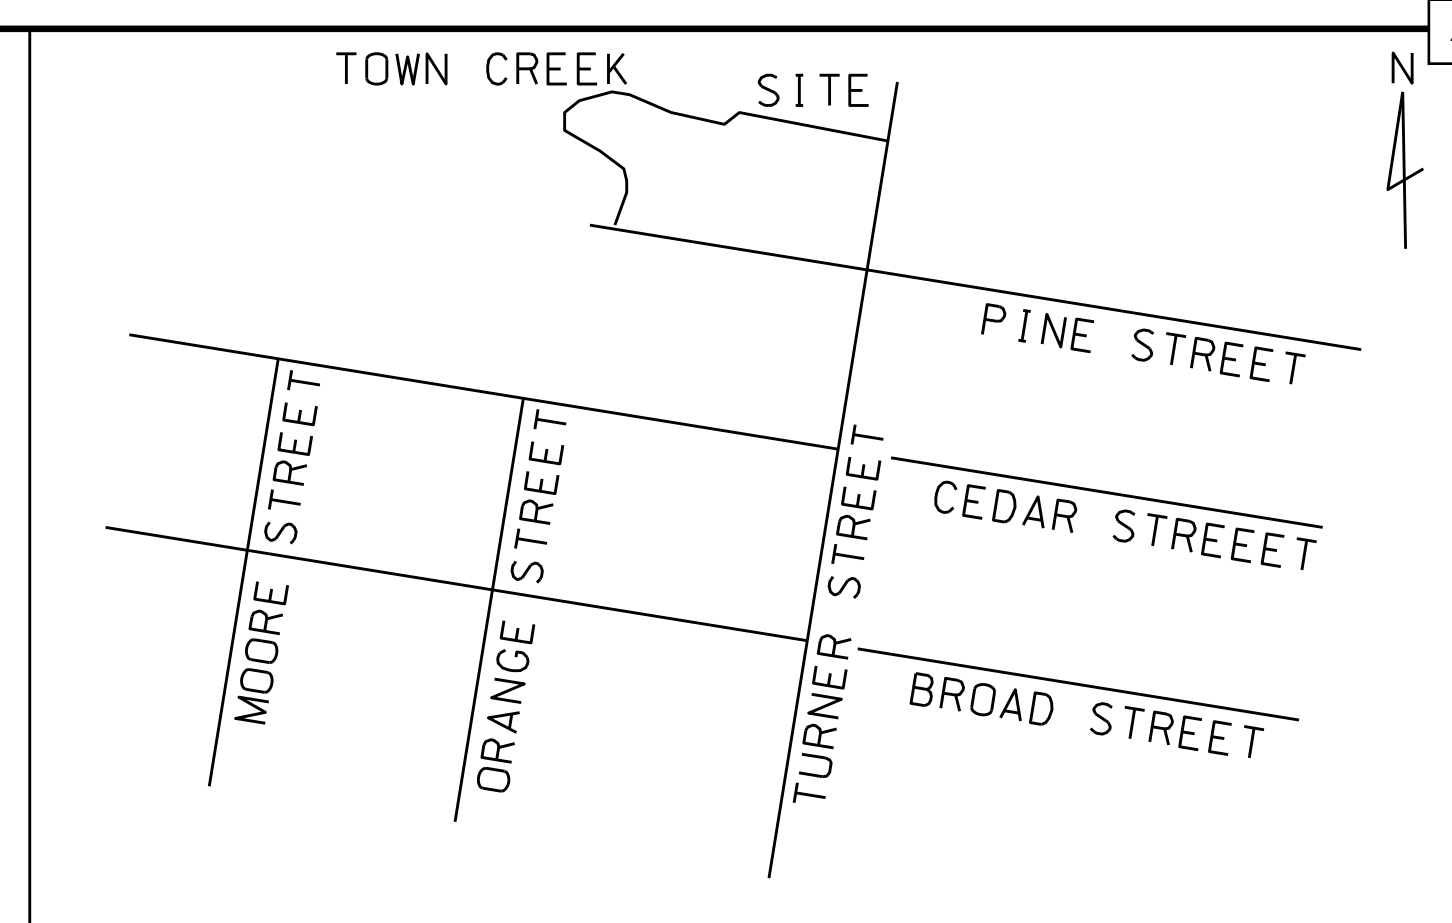 TOWN CREEK
SITE
N
PINE STREET
CEDAR STREEET
BROAD STREET
MOORE STREET
ORANGE STREET
TURNER STREET